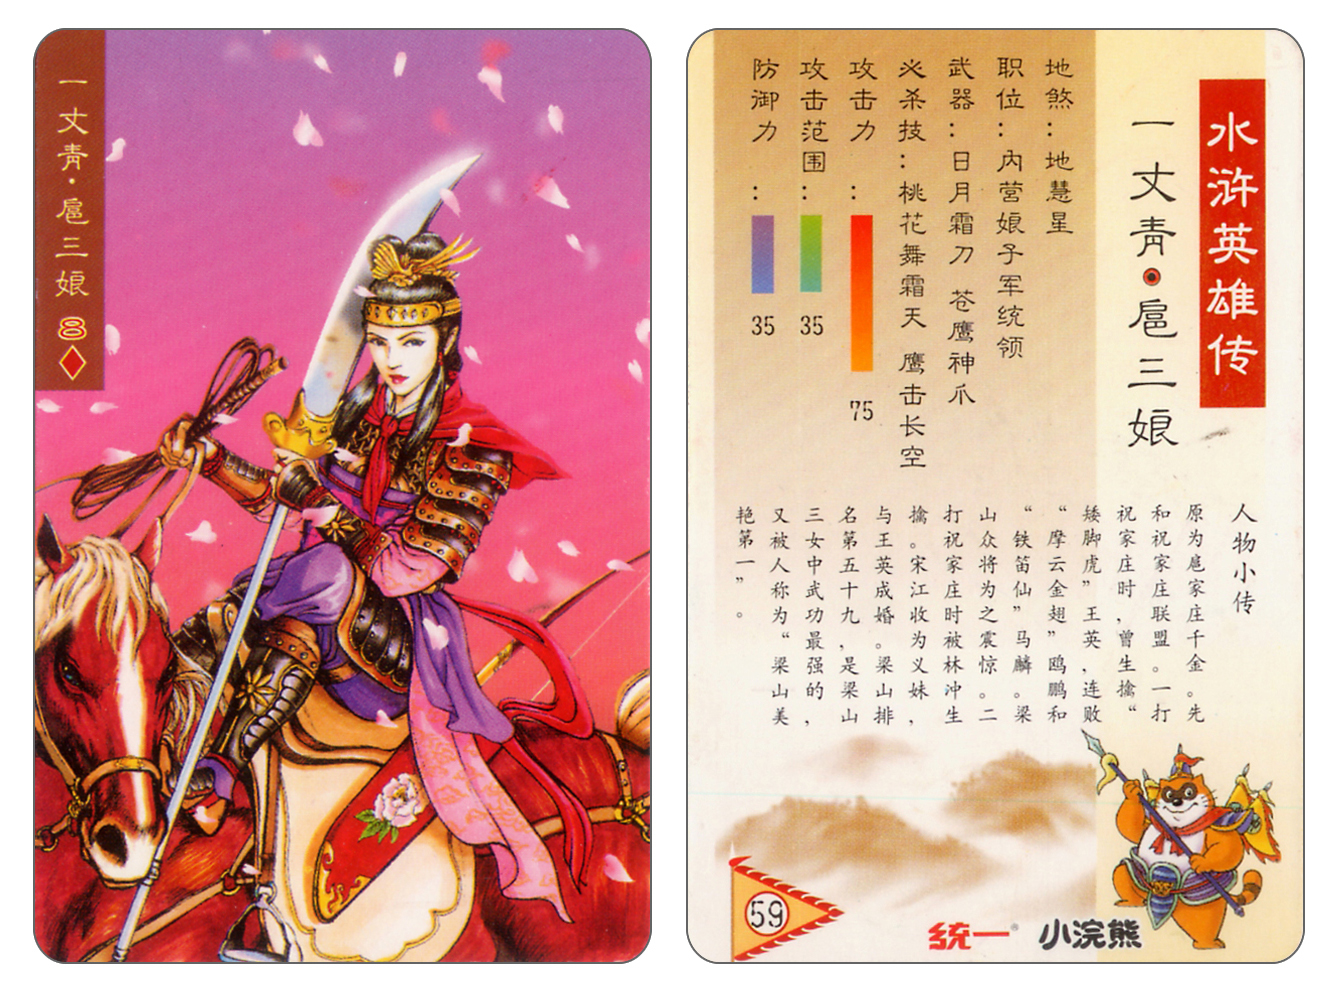 一丈青·扈三娘
8
水浒英雄传
一丈青·扈三娘
地煞：地慧星
职位：内营娘子军统领
武器：日月霜刀 苍鹰神爪
必杀技：桃花舞霜天 鹰击长空
攻击力：75
攻击范围：35
防御力：35
人物小传
原为扈家庄千金。先
和祝家庄联盟。一打
祝家庄时，曾生擒“
矮脚虎”王英，连败
“摩云金翅”鸥鹏和
“铁笛仙”马麟。梁
山众将为之震惊。二
打祝家庄时被林冲生
擒。宋江收为义妹，
与王英成婚。梁山排
名第五十九，是梁山
三女中武功最强的，
又被人称为“梁山美
艳第一”。
59
统一®
小浣熊